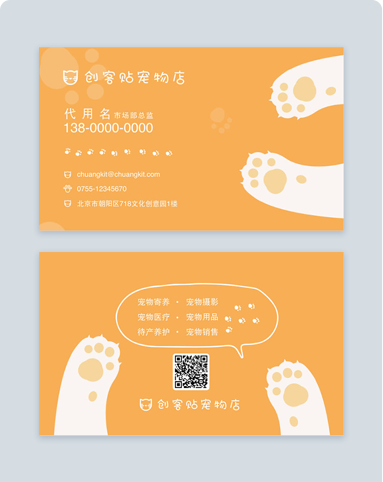 创客贴宠物店
代用名 市场部总监
138-0000-0000
chuangkit@chuangkit.com
0755-12345670
北京市朝阳区718文化创意园1楼
宠物寄养 · 宠物摄影
宠物医疗 · 宠物用品
待产养护 · 宠物销售
创客贴宠物店